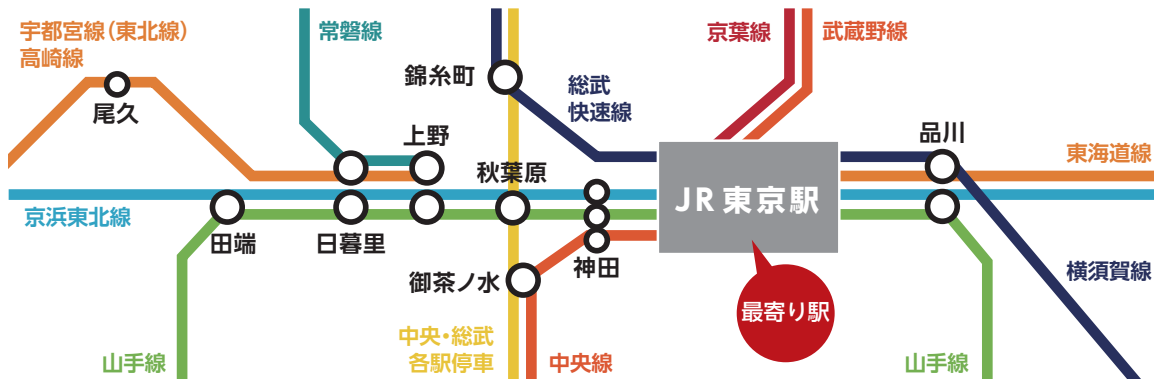 宇都宮線(東北線)
高崎線
常磐線
京葉線
武蔵野線
錦糸町
総武
快速線
尾久
上野
品川
東海道線
秋葉原
JR 東京駅
京浜東北線
田端
日暮里
神田
御茶ノ水
横須賀線
最寄り駅
中央・総武
各駅停車
山手線
中央線
山手線